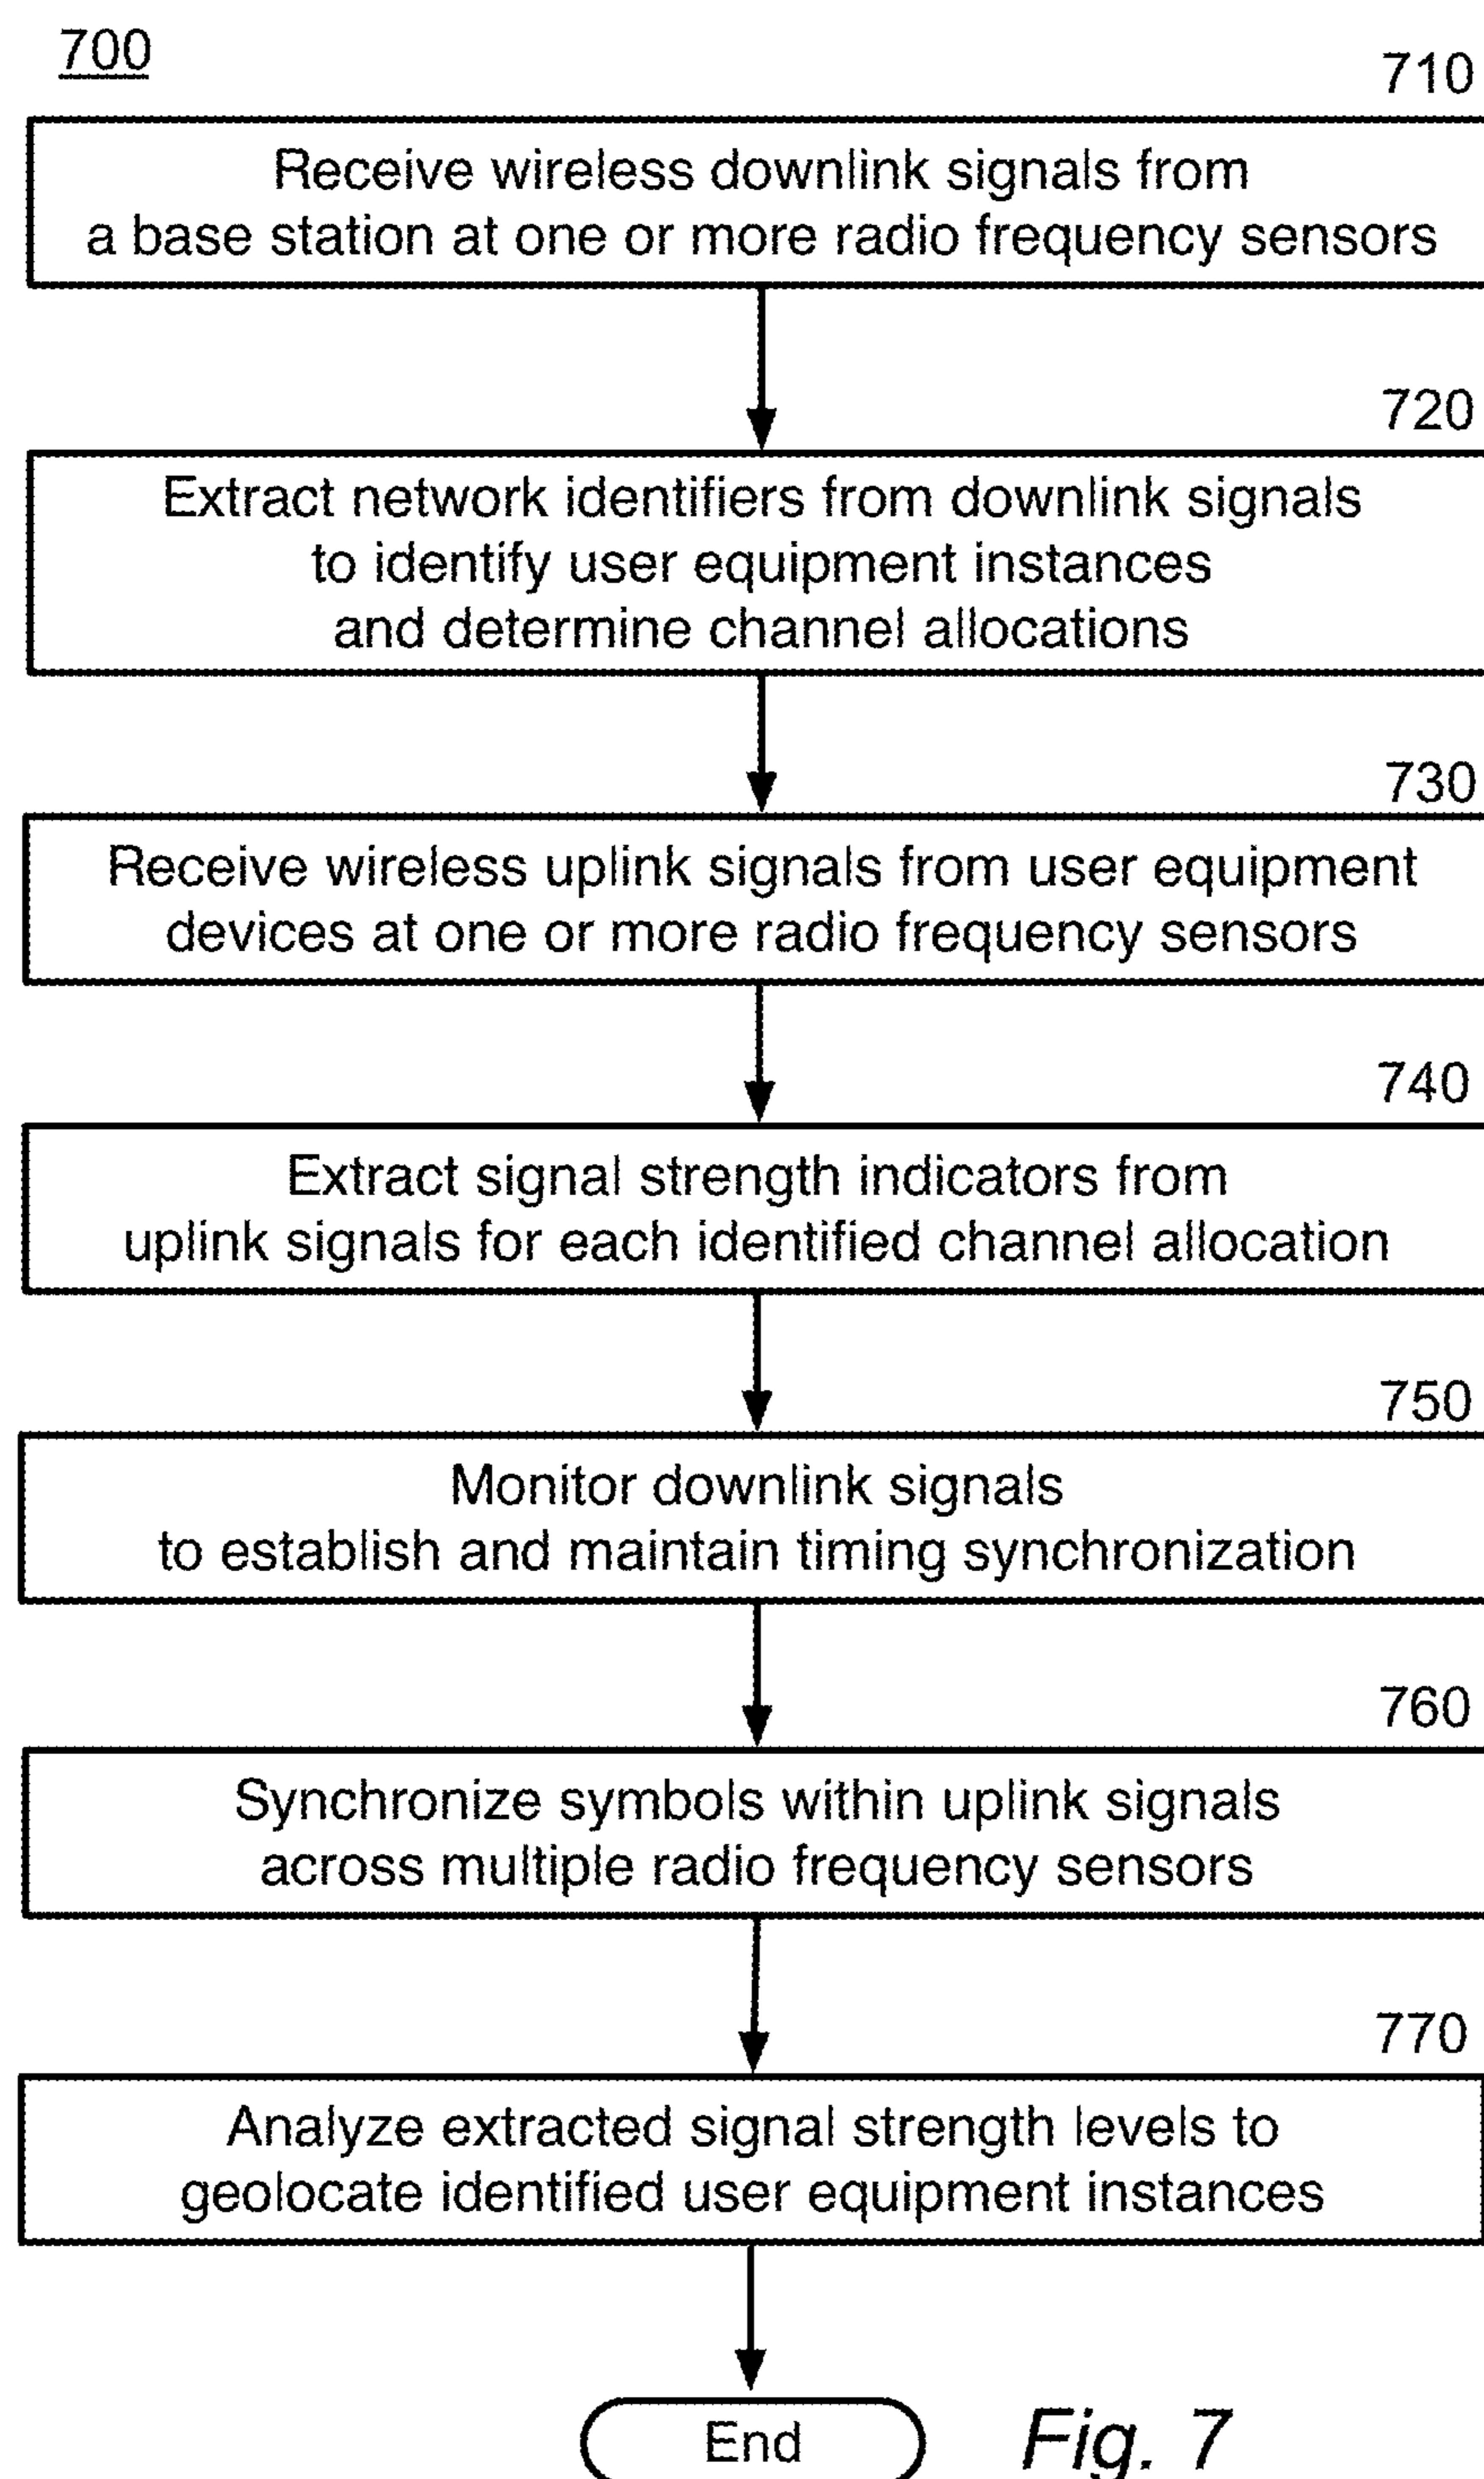 700
710
Receive wireless downlink signals from
a base station at one or more radio frequency sensors
720
Extract network identifiers from downlink signals
to identify user equipment instances
and determine channel allocations
730
Receive wireless uplink signals from user equipment
devices at one or more radio frequency sensors
740
Extract signal strength indicators from
uplink signals for each identified channel allocation
750
Monitor downlink signals
to establish and maintain timing synchronization
760
Synchronize symbols within uplink signals
across multiple radio frequency sensors
770
Analyze extracted signal strength levels to
geolocate identified user equipment instances
End
Fig. 7